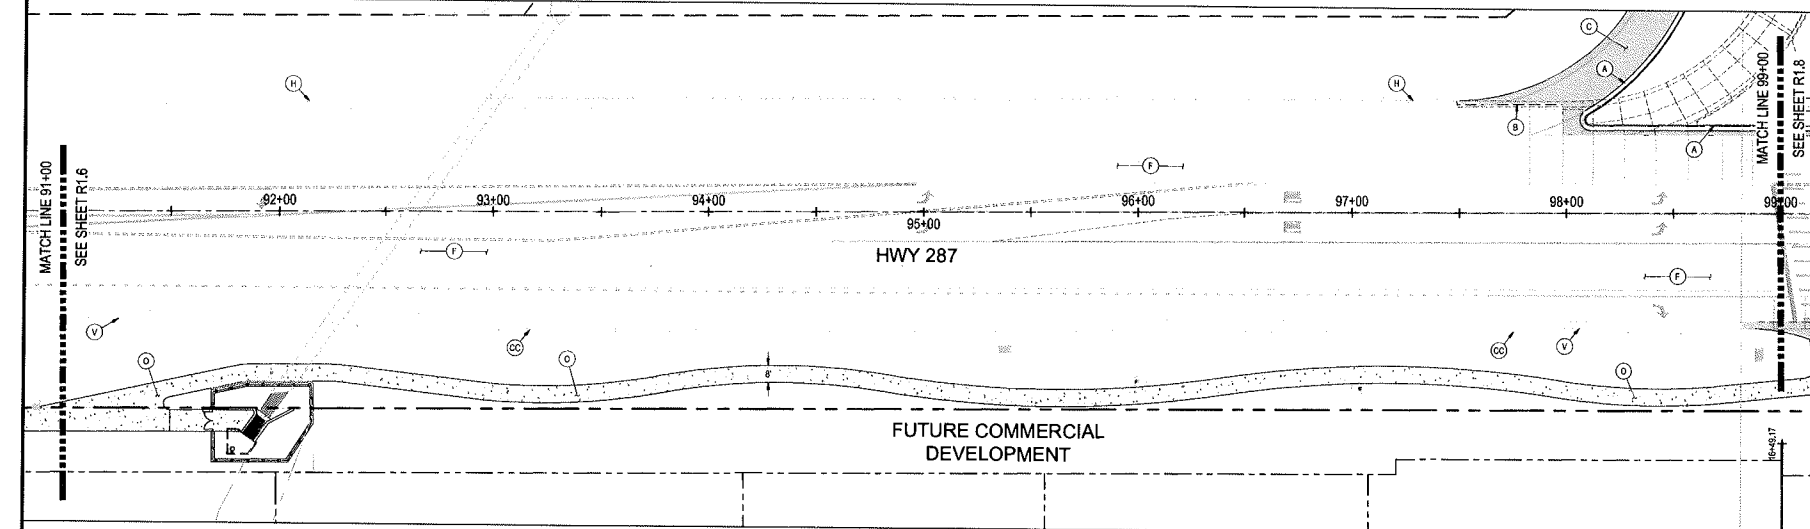 MATCH LINE 91+00
SEE SHEET R1.6
92+00
93+00
94+00
95+00
96+00
97+00
98+00
99+00
HWY 287
FUTURE COMMERCIAL
DEVELOPMENT
MATCH LINE 99+00
SEE SHEET R1.8
16+49.17
8'
H
H
C
A
B
A
F
F
F
V
O
CC
O
CC
V
O